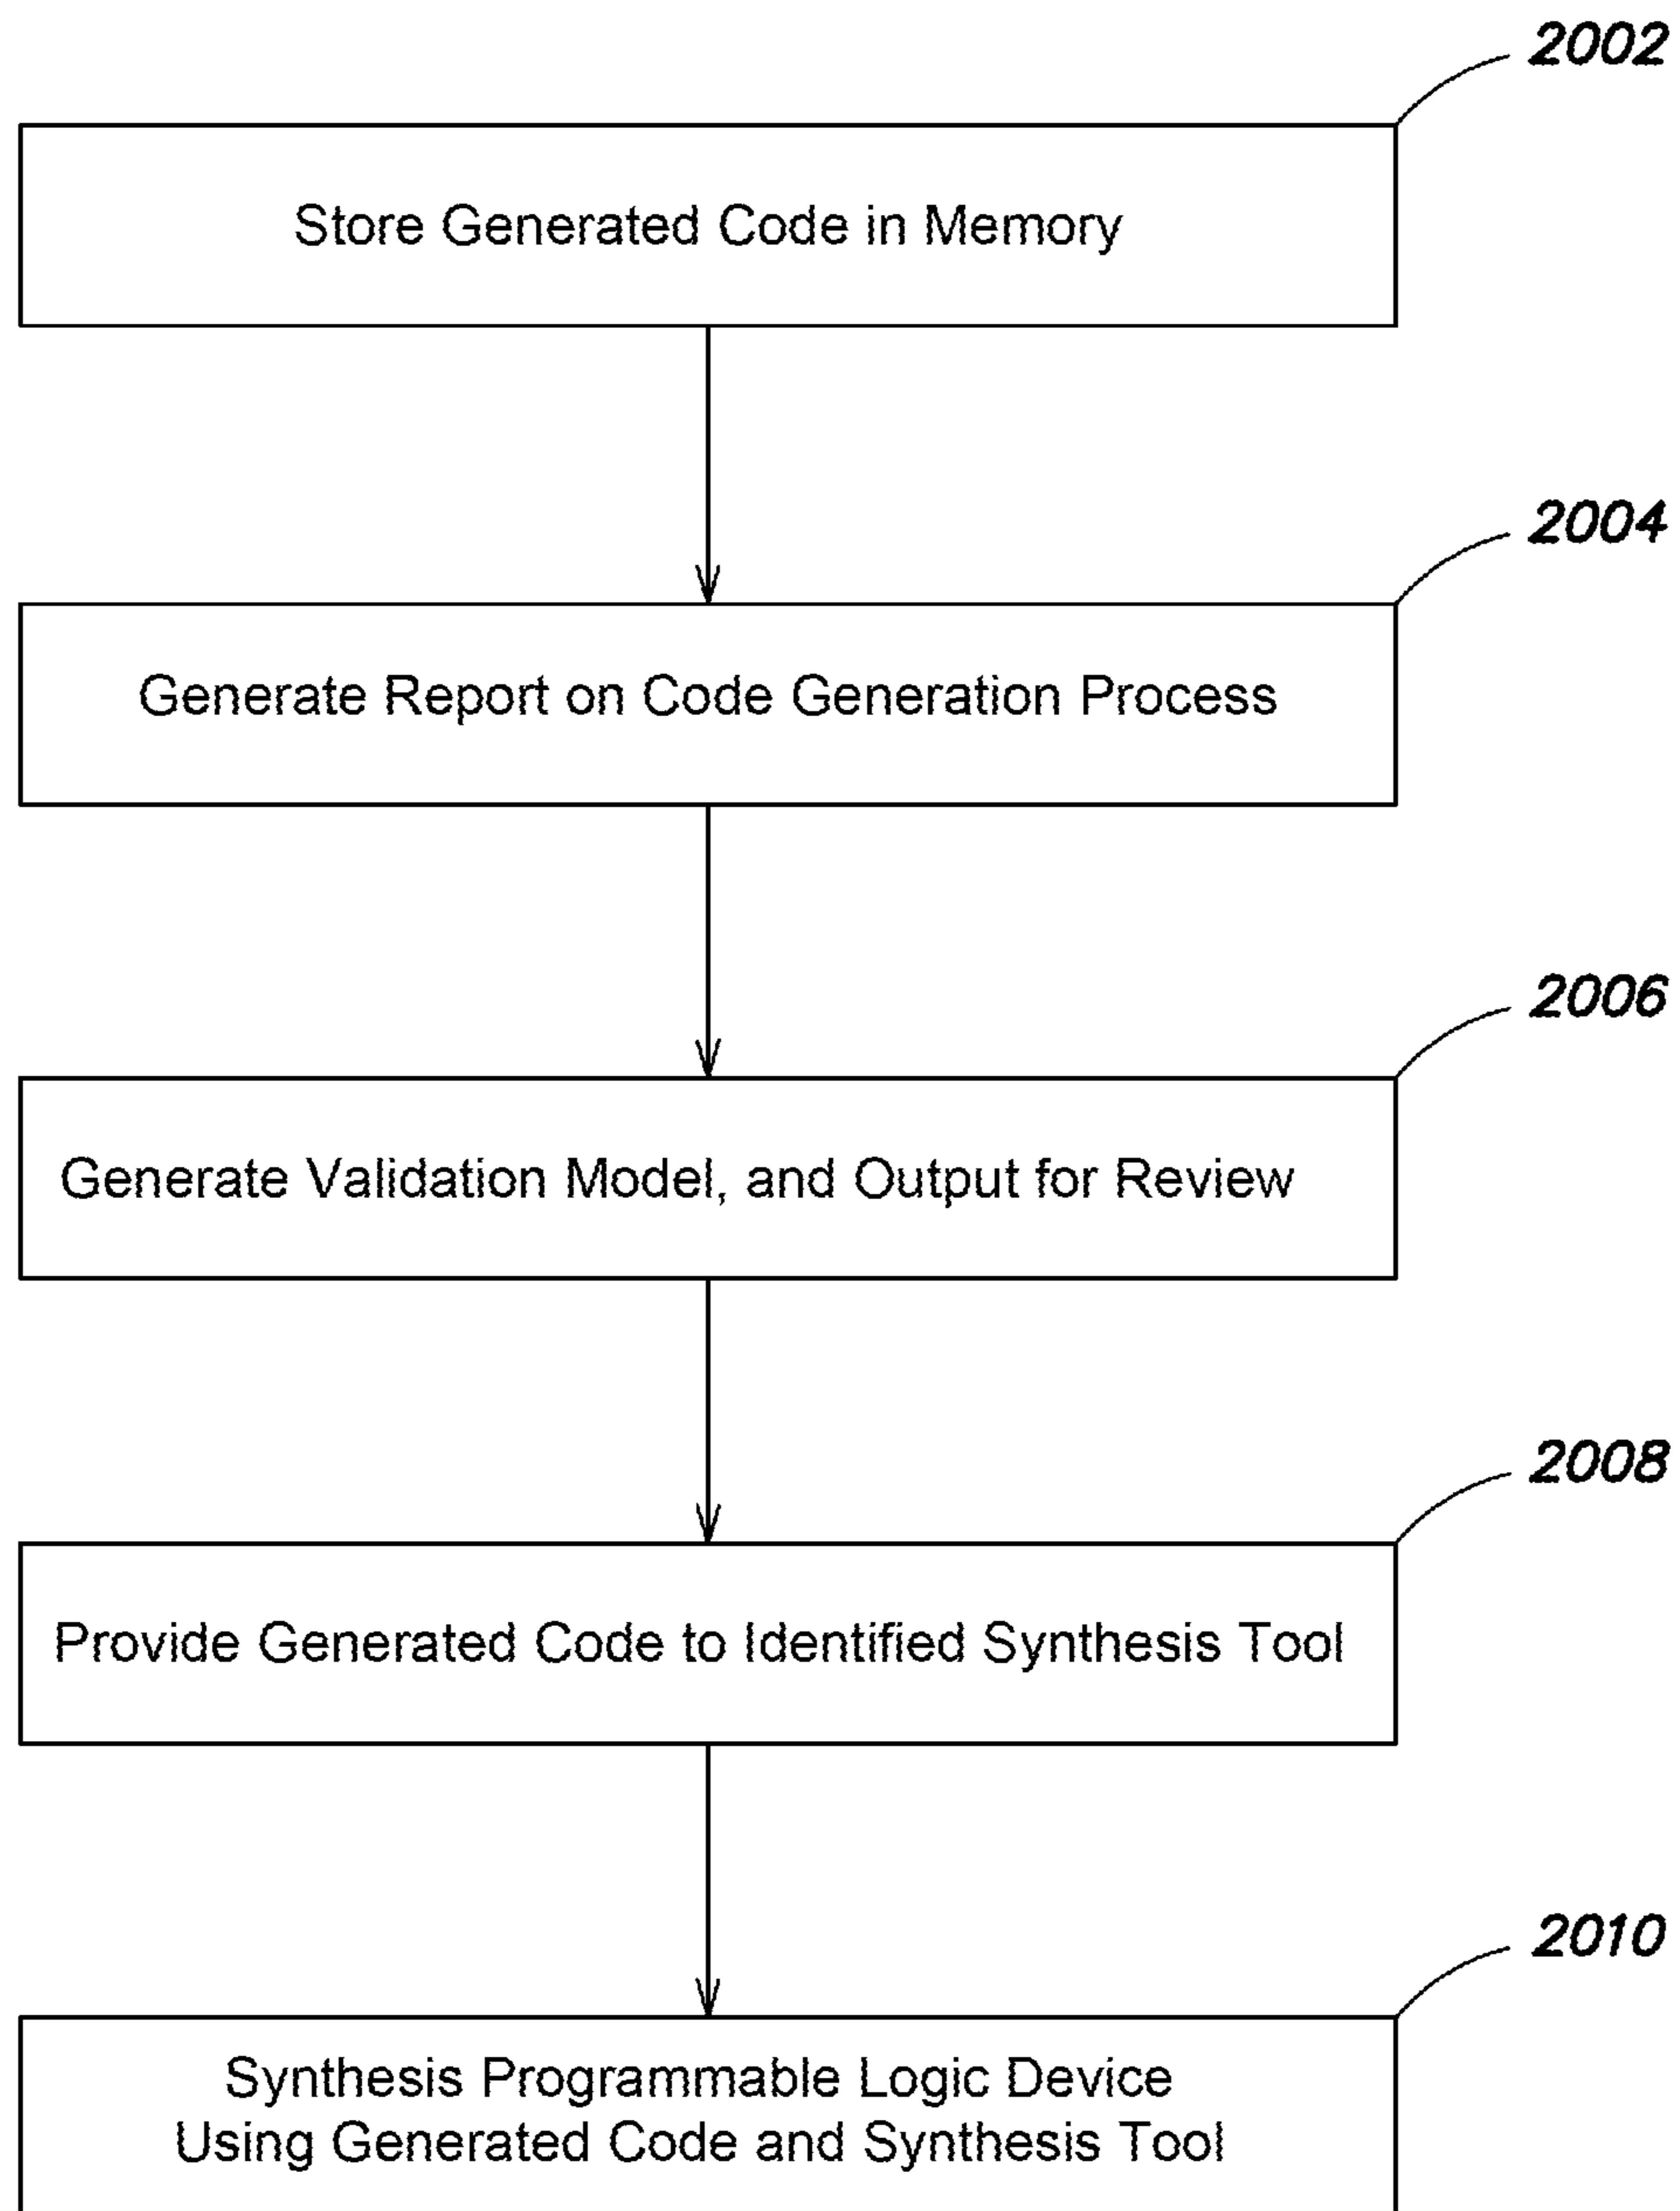 2002
Store Generated Code in Memory
2004
Generate Report on Code Generation Process
2006
Generate Validation Model, and Output for Review
2008
Provide Generated Code to Identified Synthesis Tool
2010
Synthesis Programmable Logic Device
Using Generated Code and Synthesis Tool